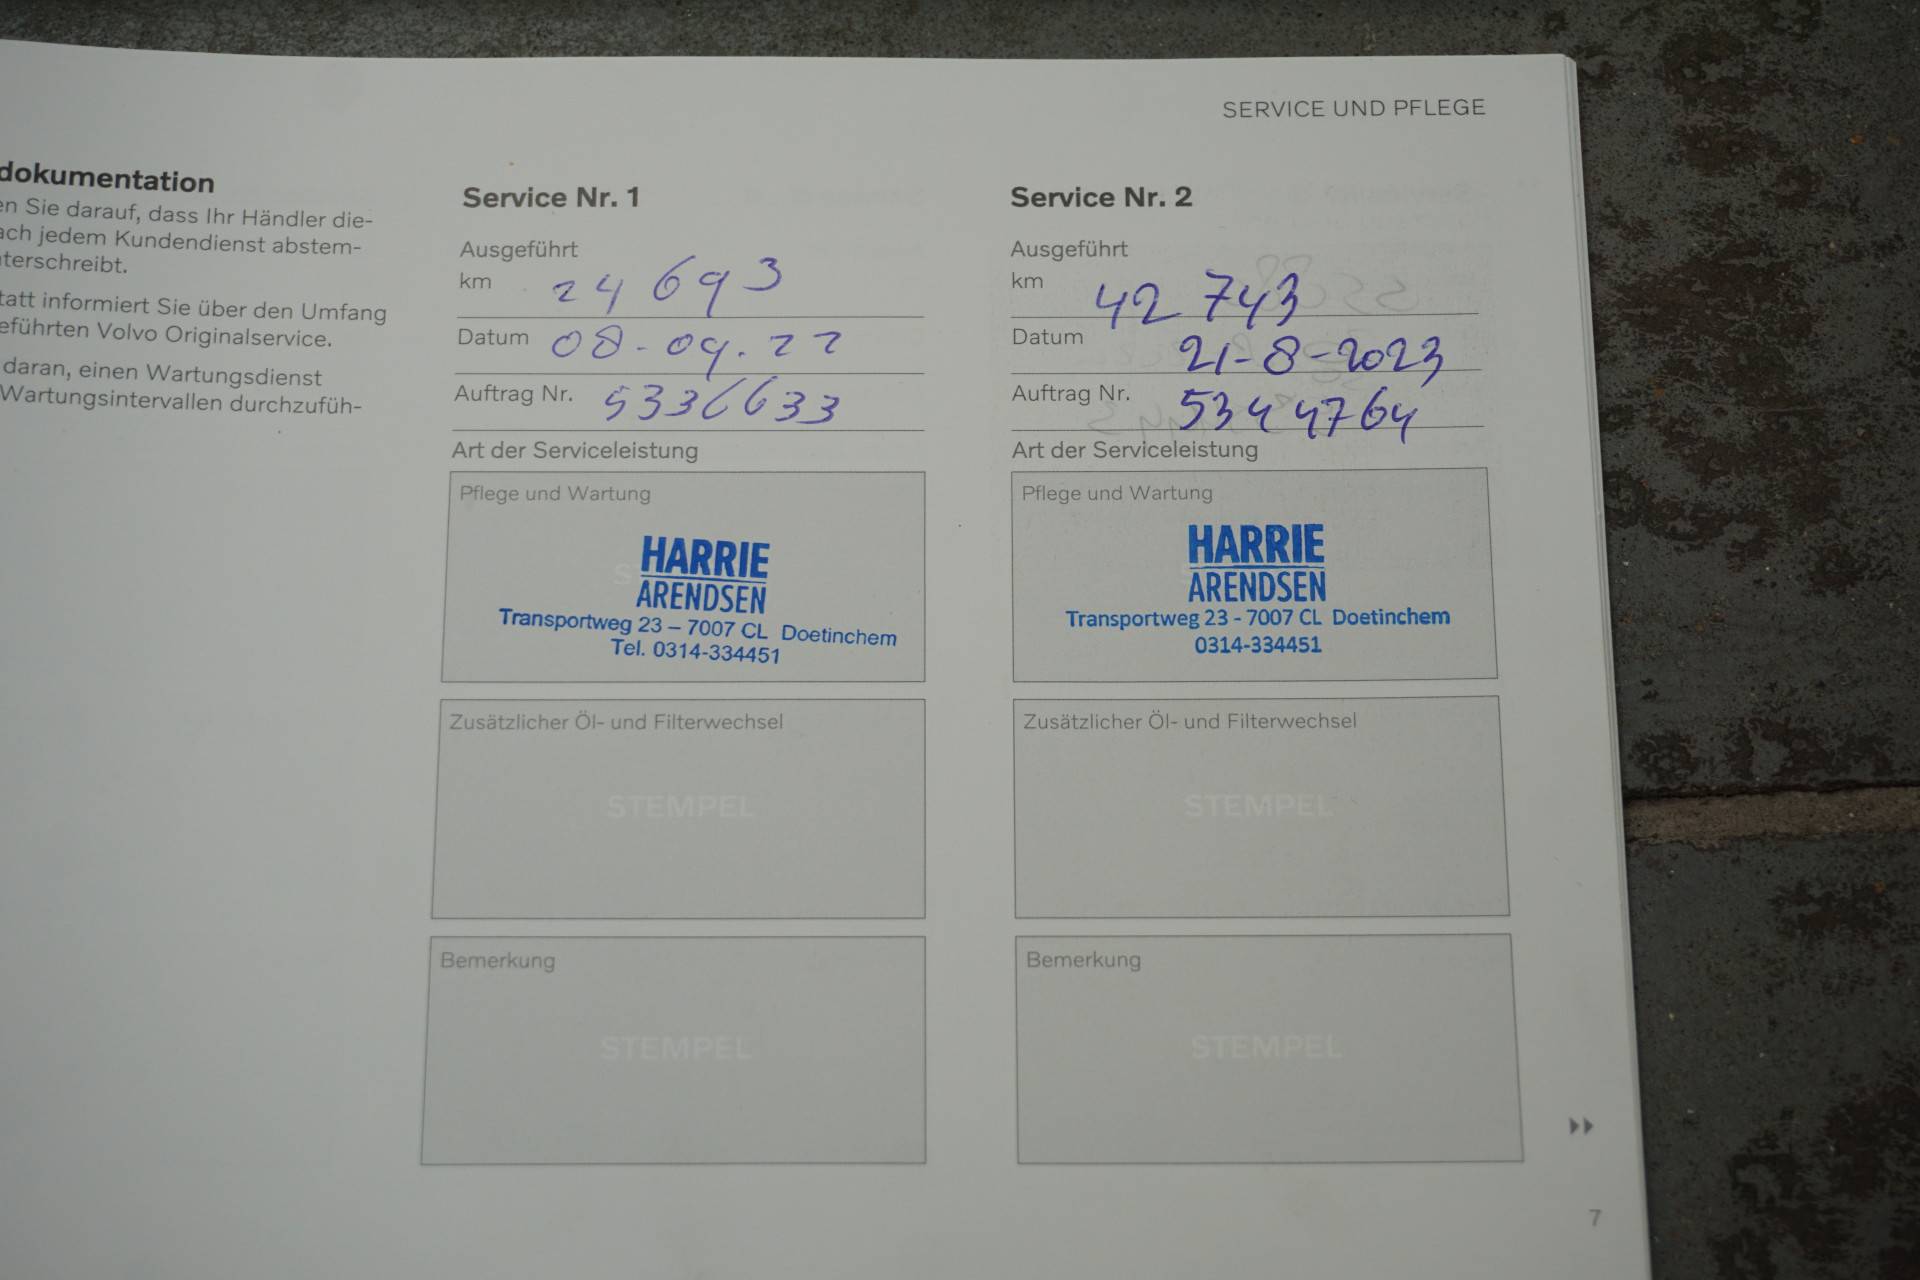 SERVICE UND PFLEGE
dokumentation
en Sie darauf, dass Ihr Händler die-
ach jedem Kundendienst abstem-
terschreibt.
tatt informiert Sie über den Umfang
eführten Volvo Originalservice.
daran, einen Wartungsdienst
Wartungsintervallen durchzufüh-
Service Nr. 1
Ausgeführt
km 24 693
Datum 08-09.22
Auftrag Nr. 5336633
Art der Serviceleistung
Pflege und Wartung
HARRIE
ARENDSEN
Transportweg 23 – 7007 CL Doetinchem
Tel. 0314-334451
Zusätzlicher Öl- und Filterwechsel
STEMPEL
Bemerkung
STEMPEL
Service Nr. 2
Ausgeführt
km 42 743
Datum 21-8-2023
Auftrag Nr. 5344764
Art der Serviceleistung
Pflege und Wartung
HARRIE
ARENDSEN
Transportweg 23 - 7007 CL Doetinchem
0314-334451
Zusätzlicher Öl- und Filterwechsel
STEMPEL
Bemerkung
STEMPEL
7